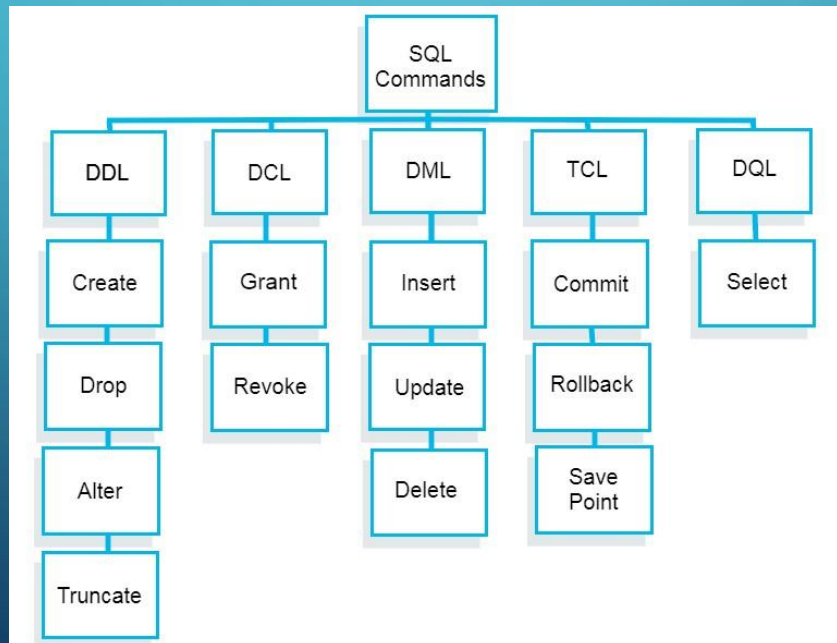 SQL
Commands
DDL
DCL
DML
TCL
DQL
Create
Grant
Insert
Commit
Select
Drop
Revoke
Update
Rollback
Alter
Delete
Save
Point
Truncate